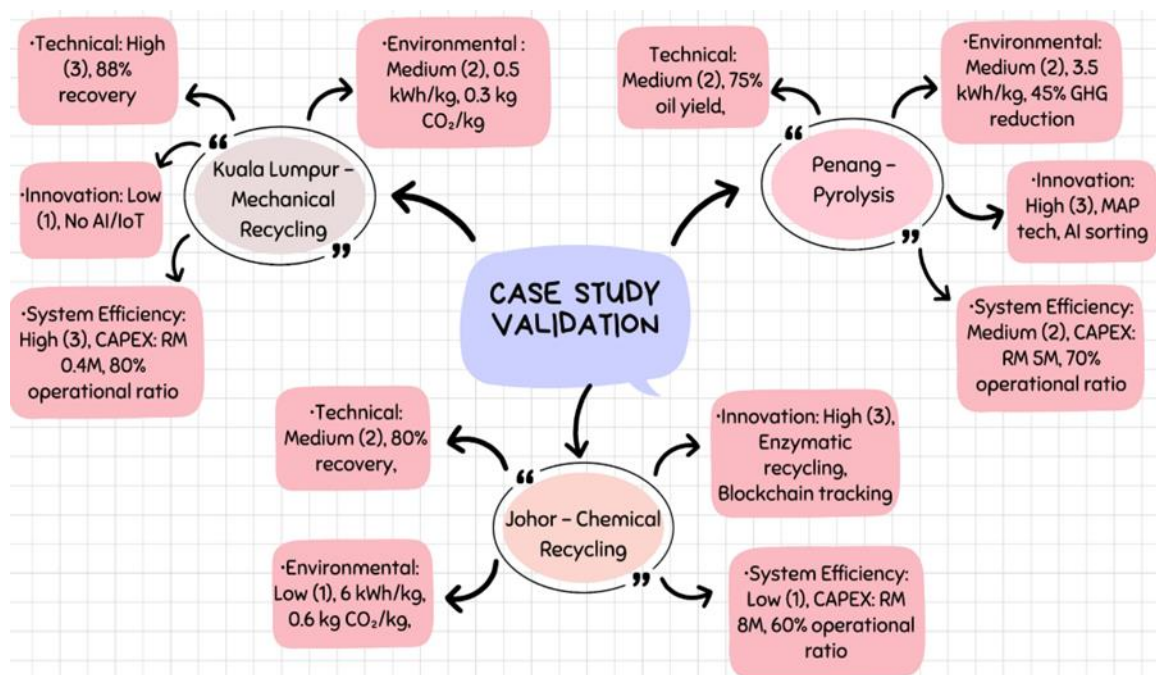 ·Technical: High
(3), 88%
recovery
·Environmental :
Medium (2), 0.5
kWh/kg, 0.3 kg
CO₂/kg
·Innovation: Low
(1), No AI/IoT
“
Kuala Lumpur –
Mechanical
Recycling
”
·System Efficiency:
High (3), CAPEX: RM
0.4M, 80%
operational ratio
Technical:
Medium (2), 75%
oil yield,
·Environmental:
Medium (2), 3.5
kWh/kg, 45% GHG
reduction
“
Penang –
Pyrolysis
”
·Innovation:
High (3), MAP
tech, AI sorting
·System Efficiency:
Medium (2), CAPEX:
RM 5M, 70%
operational ratio
CASE STUDY
VALIDATION
·Technical:
Medium (2), 80%
recovery,
·Innovation: High (3),
Enzymatic
recycling,
Blockchain tracking
“
Johor – Chemical
Recycling
”
·Environmental:
Low (1), 6 kWh/kg,
0.6 kg CO₂/kg,
·System Efficiency:
Low (1), CAPEX: RM
8M, 60% operational
ratio